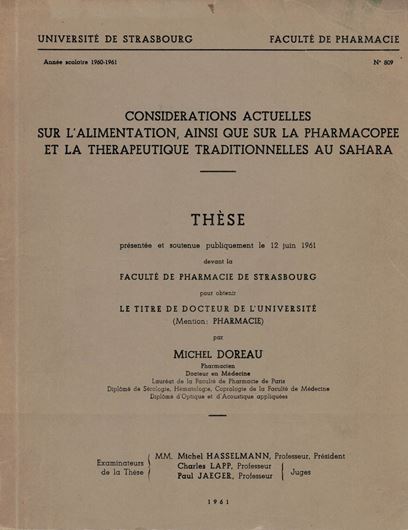 UNIVERSITÉ DE STRASBOURG FACULTÉ DE PHARMACIE
Année scolaire 1960-1961 N° 809
CONSIDERATIONS ACTUELLES
SUR L'ALIMENTATION, AINSI QUE SUR LA PHARMACOPEE
ET LA THERAPEUTIQUE TRADITIONNELLES AU SAHARA
THÈSE
présentée et soutenue publiquement le 12 juin 1961
devant la
FACULTÉ DE PHARMACIE DE STRASBOURG
pour obtenir
LE TITRE DE DOCTEUR DE L'UNIVERSITÉ
(Mention: PHARMACIE)
par
MICHEL DOREAU
Pharmacien
Docteur en Médecine
Lauréat de la Faculté de Pharmacie de Paris
Diplômé de Sérologie, Hématologie, Coprologie de la Faculté de Médecine
Diplômé d'Optique et d'Acoustique appliquées
Examinateurs de la Thèse
MM. Michel HASSELMANN, Professeur, Président
Charles LAPP, Professeur
Paul JAEGER, Professeur
Juges
1961